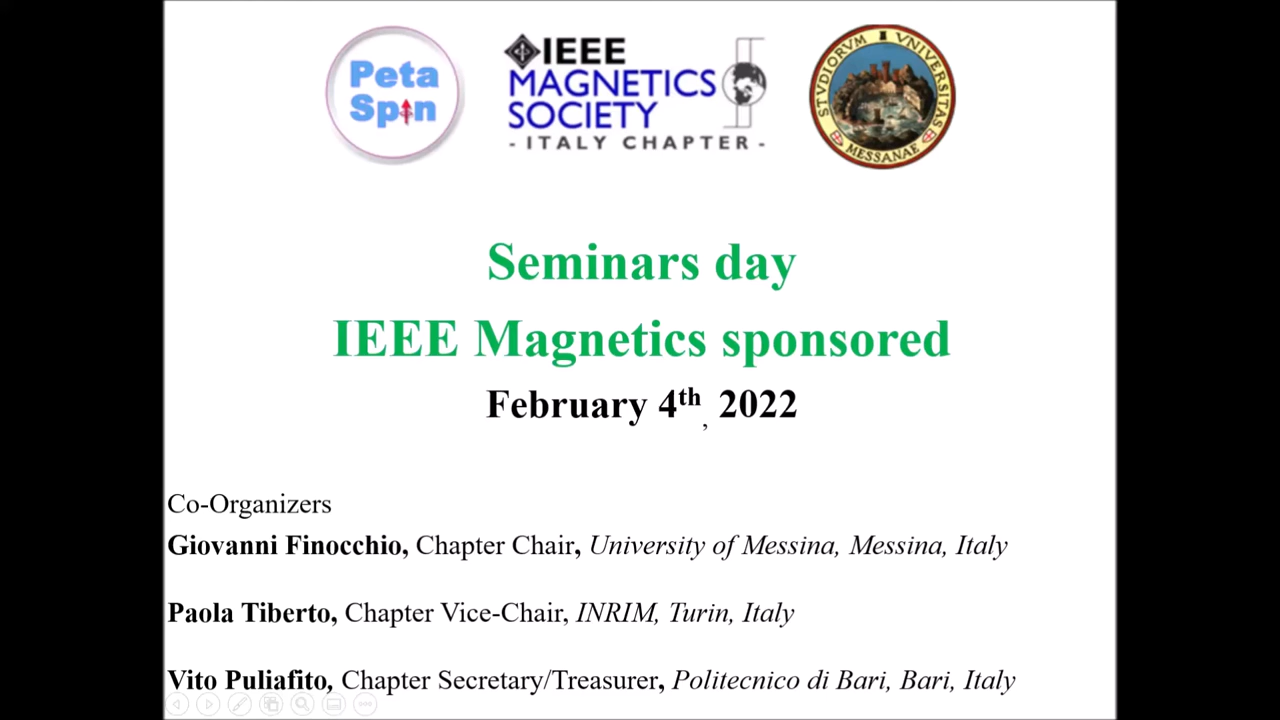 Peta
Spin
IEEE
MAGNETICS
SOCIETY
- ITALY CHAPTER -
STVDIORVM VNIVERSITAS
MESSANAE
Seminars day
IEEE Magnetics sponsored
February 4th, 2022
Co-Organizers
Giovanni Finocchio, Chapter Chair, University of Messina, Messina, Italy
Paola Tiberto, Chapter Vice-Chair, INRIM, Turin, Italy
Vito Puliafito, Chapter Secretary/Treasurer, Politecnico di Bari, Bari, Italy